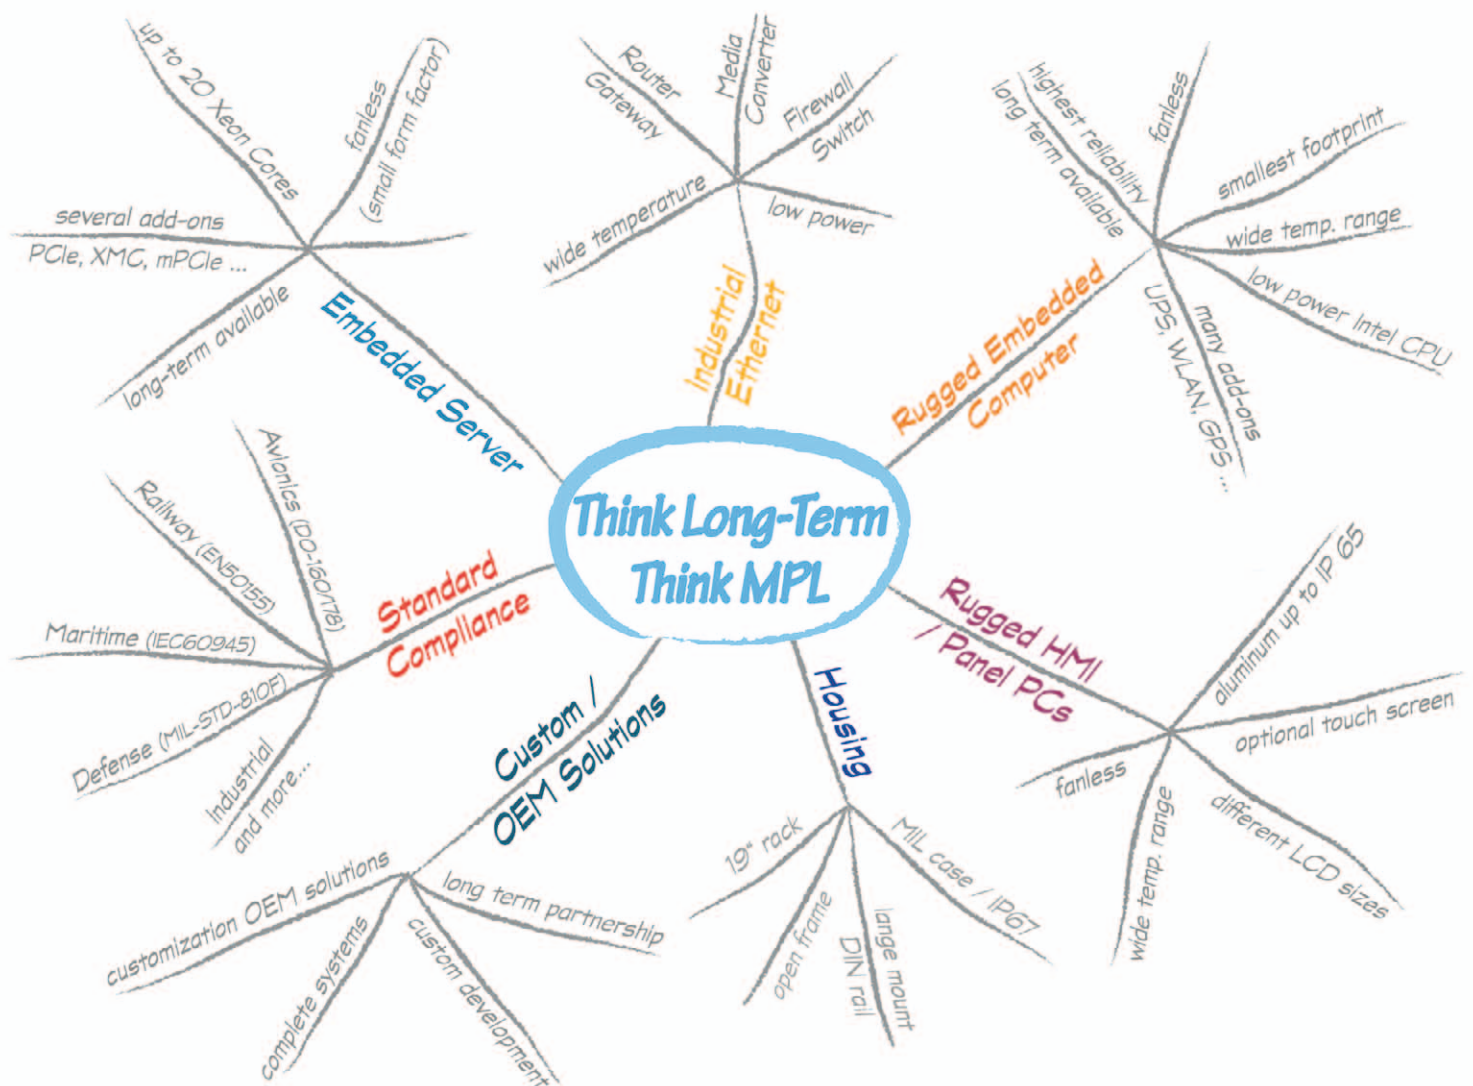 Think Long-Term
Think MPL
Embedded Server
up to 20 Xeon Cores
fanless
(small form factor)
several add-ons
PCIe, XMC, mPCIe ...
long-term available
Industrial
Ethernet
Router
Gateway
Media
Converter
Firewall
Switch
wide temperature
low power
Rugged Embedded
Computer
highest reliability
long term available
fanless
smallest footprint
wide temp. range
low power Intel CPU
many add-ons
UPS, WLAN, GPS ...
Standard
Compliance
Avionics (DO-160/178)
Railway (EN50155)
Maritime (IEC60945)
Defense (MIL-STD-810F)
Industrial
and more...
Custom /
OEM Solutions
customization OEM solutions
complete systems
custom development
long term partnership
Housing
19" rack
open frame
lange mount
DIN rail
MIL case / IP67
Rugged HMI
/ Panel PCs
aluminum up to IP 65
optional touch screen
fanless
wide temp. range
different LCD sizes